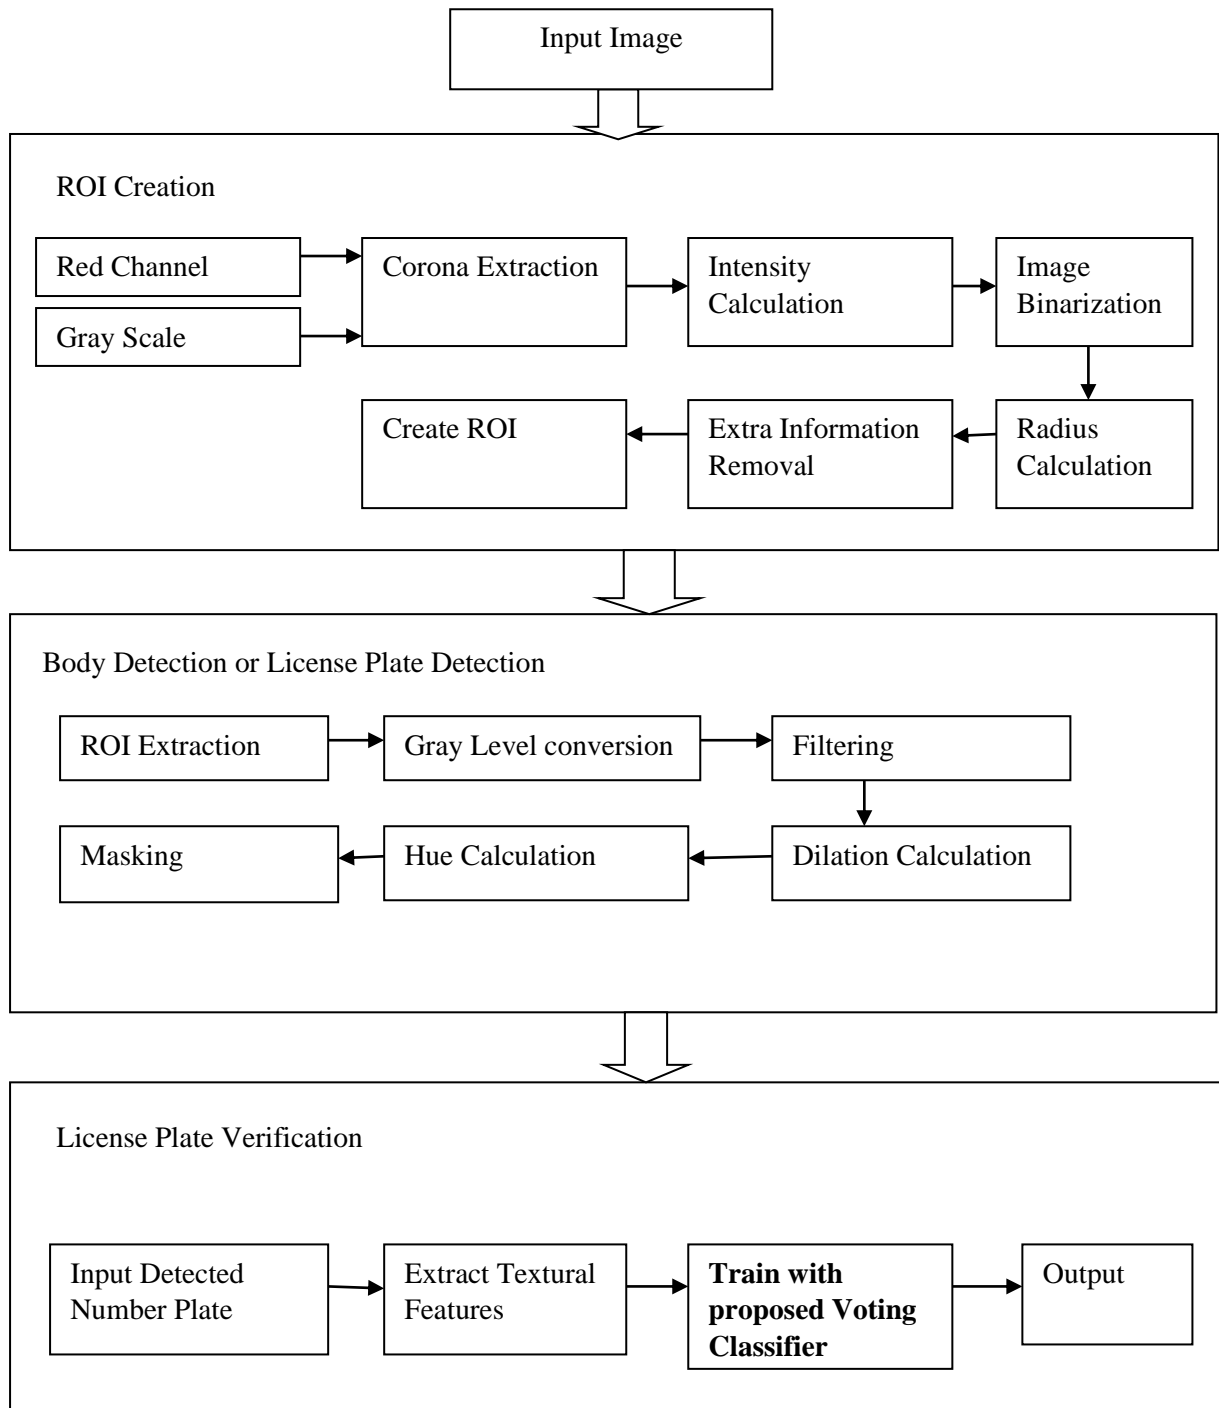 Input Image
ROI Creation
Red Channel
Gray Scale
Corona Extraction
Intensity
Calculation
Image
Binarization
Create ROI
Extra Information
Removal
Radius
Calculation
Body Detection or License Plate Detection
ROI Extraction
Gray Level conversion
Filtering
Masking
Hue Calculation
Dilation Calculation
License Plate Verification
Input Detected
Number Plate
Extract Textural
Features
Train with
proposed Voting
Classifier
Output